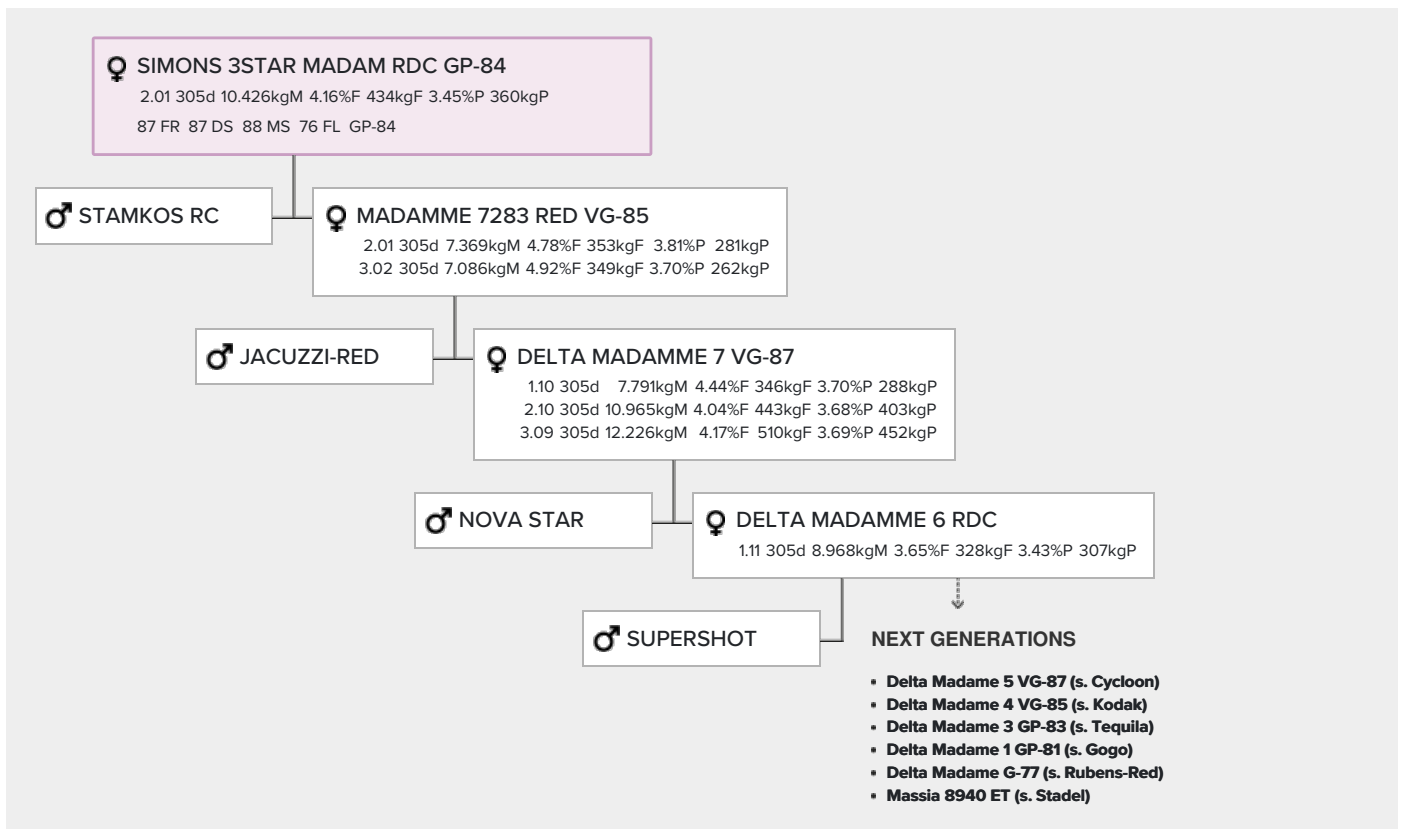 SIMONS 3STAR MADAM RDC GP-84
2.01 305d 10.426kgM 4.16%F 434kgF 3.45%P 360kgP
87 FR 87 DS 88 MS 76 FL GP-84
STAMKOS RC
MADAMME 7283 RED VG-85
2.01 305d 7.369kgM 4.78%F 353kgF 3.81%P 281kgP
3.02 305d 7.086kgM 4.92%F 349kgF 3.70%P 262kgP
JACUZZI-RED
DELTA MADAMME 7 VG-87
1.10 305d 7.791kgM 4.44%F 346kgF 3.70%P 288kgP
2.10 305d 10.965kgM 4.04%F 443kgF 3.68%P 403kgP
3.09 305d 12.226kgM 4.17%F 510kgF 3.69%P 452kgP
NOVA STAR
DELTA MADAMME 6 RDC
1.11 305d 8.968kgM 3.65%F 328kgF 3.43%P 307kgP
SUPERSHOT
NEXT GENERATIONS
• Delta Madame 5 VG-87 (s. Cycloon)
• Delta Madame 4 VG-85 (s. Kodak)
• Delta Madame 3 GP-83 (s. Tequila)
• Delta Madame 1 GP-81 (s. Gogo)
• Delta Madame G-77 (s. Rubens-Red)
• Massia 8940 ET (s. Stadel)